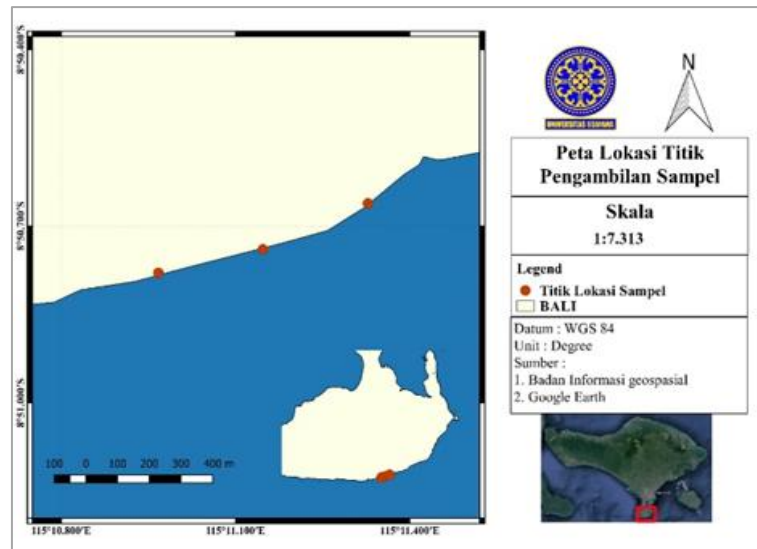 8°50.400'S
8°50.700'S
8°51.000'S
115°10.800'E
115°11.100'E
115°11.400'E
100 0 100 200 300 400 m
UNIVERSITAS UDAYANA
N
Peta Lokasi Titik
Pengambilan Sampel
Skala
1:7.313
Legend
Titik Lokasi Sampel
BALI
Datum : WGS 84
Unit : Degree
Sumber :
1. Badan Informasi geospasial
2. Google Earth